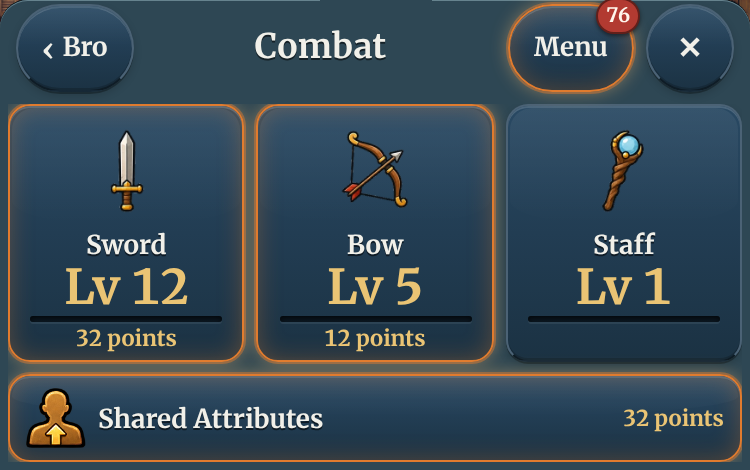 ‹ Bro
Combat
Menu
76
×
Sword
Lv 12
32 points
Bow
Lv 5
12 points
Staff
Lv 1
Shared Attributes
32 points